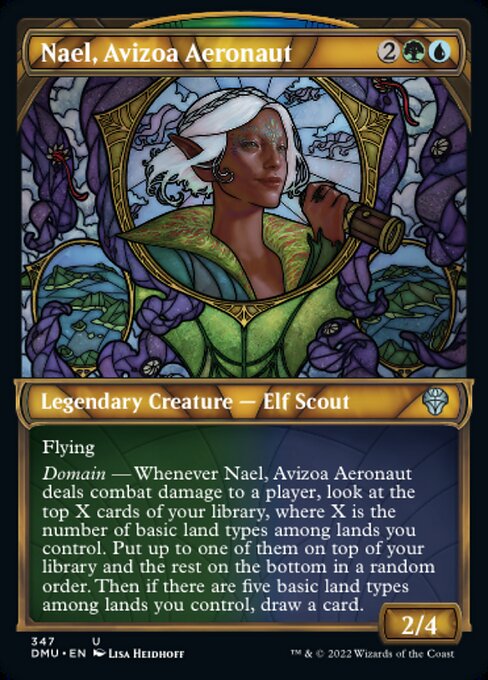 Nael, Avizoa Aeronaut 2
Legendary Creature — Elf Scout
Flying
Domain — Whenever Nael, Avizoa Aeronaut
deals combat damage to a player, look at the
top X cards of your library, where X is the
number of basic land types among lands you
control. Put up to one of them on top of your
library and the rest on the bottom in a random
order. Then if there are five basic land types
among lands you control, draw a card.
2/4
347 U
DMU • EN Lisa Heidhoff
™ & © 2022 Wizards of the Coast